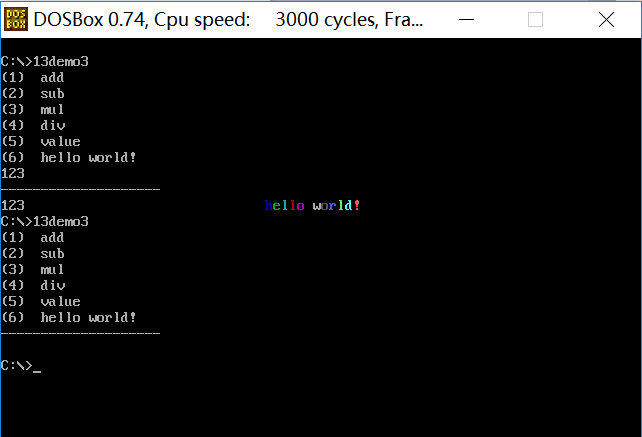 DOS BOX
DOSBox 0.74, Cpu speed: 3000 cycles, Fra...
C:\>13demo3
(1) add
(2) sub
(3) mul
(4) div
(5) value
(6) hello world!
123
--------------------
123 hello world!
C:\>13demo3
(1) add
(2) sub
(3) mul
(4) div
(5) value
(6) hello world!
--------------------
C:\>_